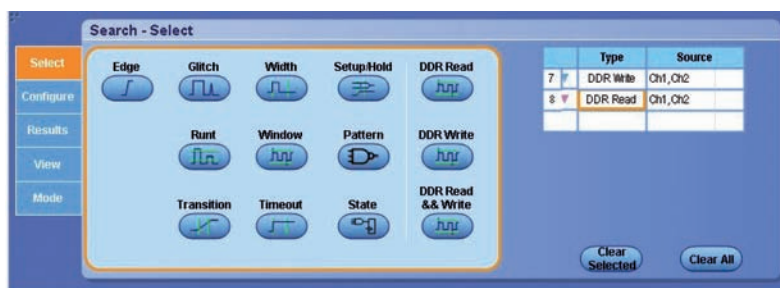 Search - Select
Select
Configure
Results
View
Mode
Edge
Glitch
Width
Setup/Hold
DDR Read
Runt
Window
Pattern
DDR Write
Transition
Timeout
State
DDR Read
&& Write
Type Source
7 DDR Write Ch1,Ch2
8 DDR Read Ch1,Ch2
Clear
Selected
Clear All